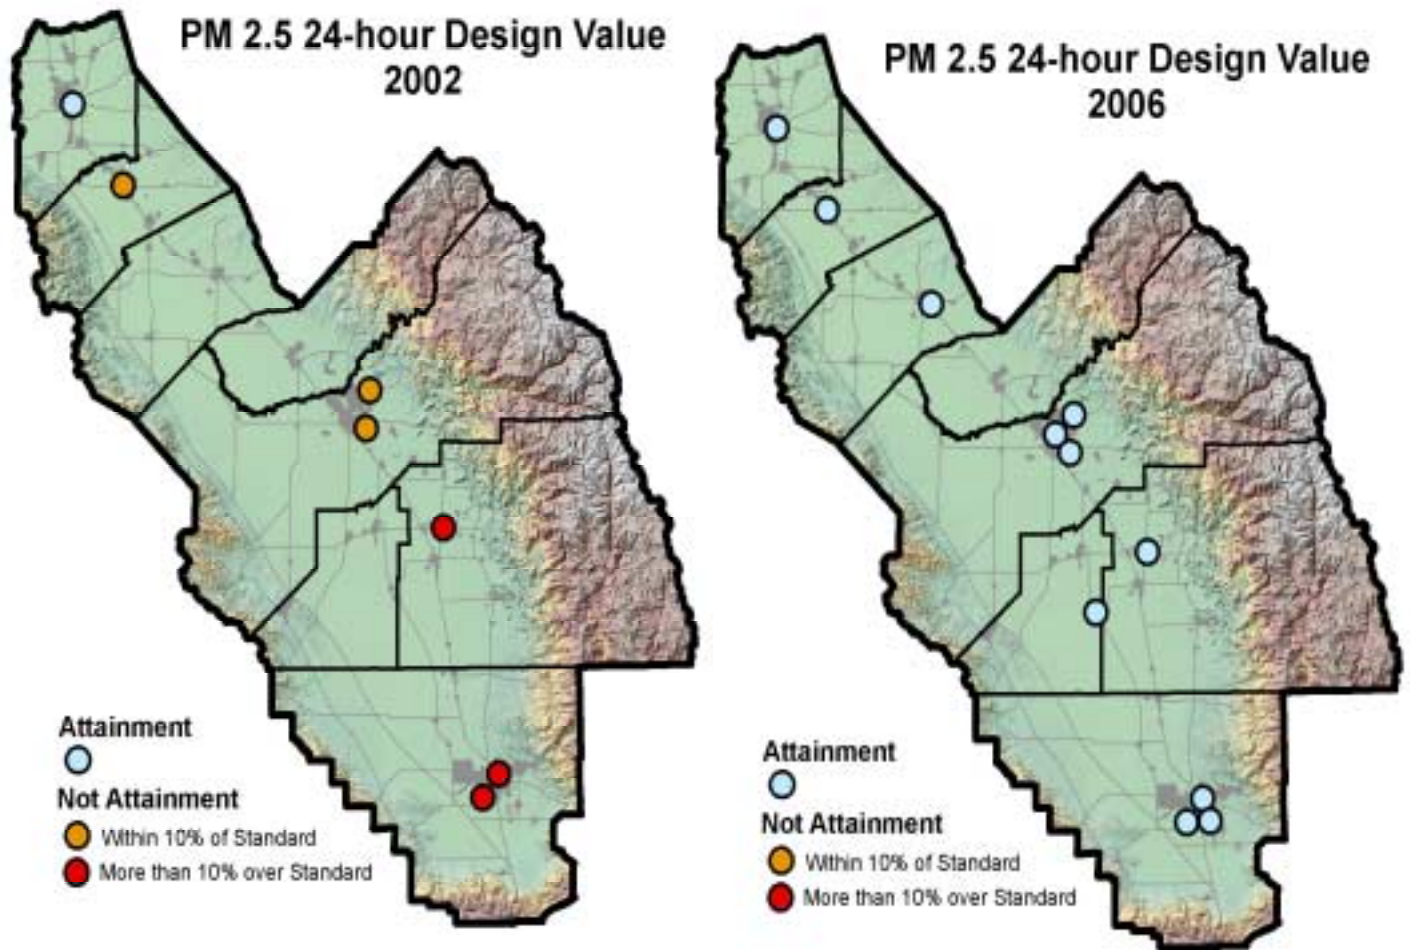 PM 2.5 24-hour Design Value
2002
Attainment
Not Attainment
Within 10% of Standard
More than 10% over Standard
PM 2.5 24-hour Design Value
2006
Attainment
Not Attainment
Within 10% of Standard
More than 10% over Standard